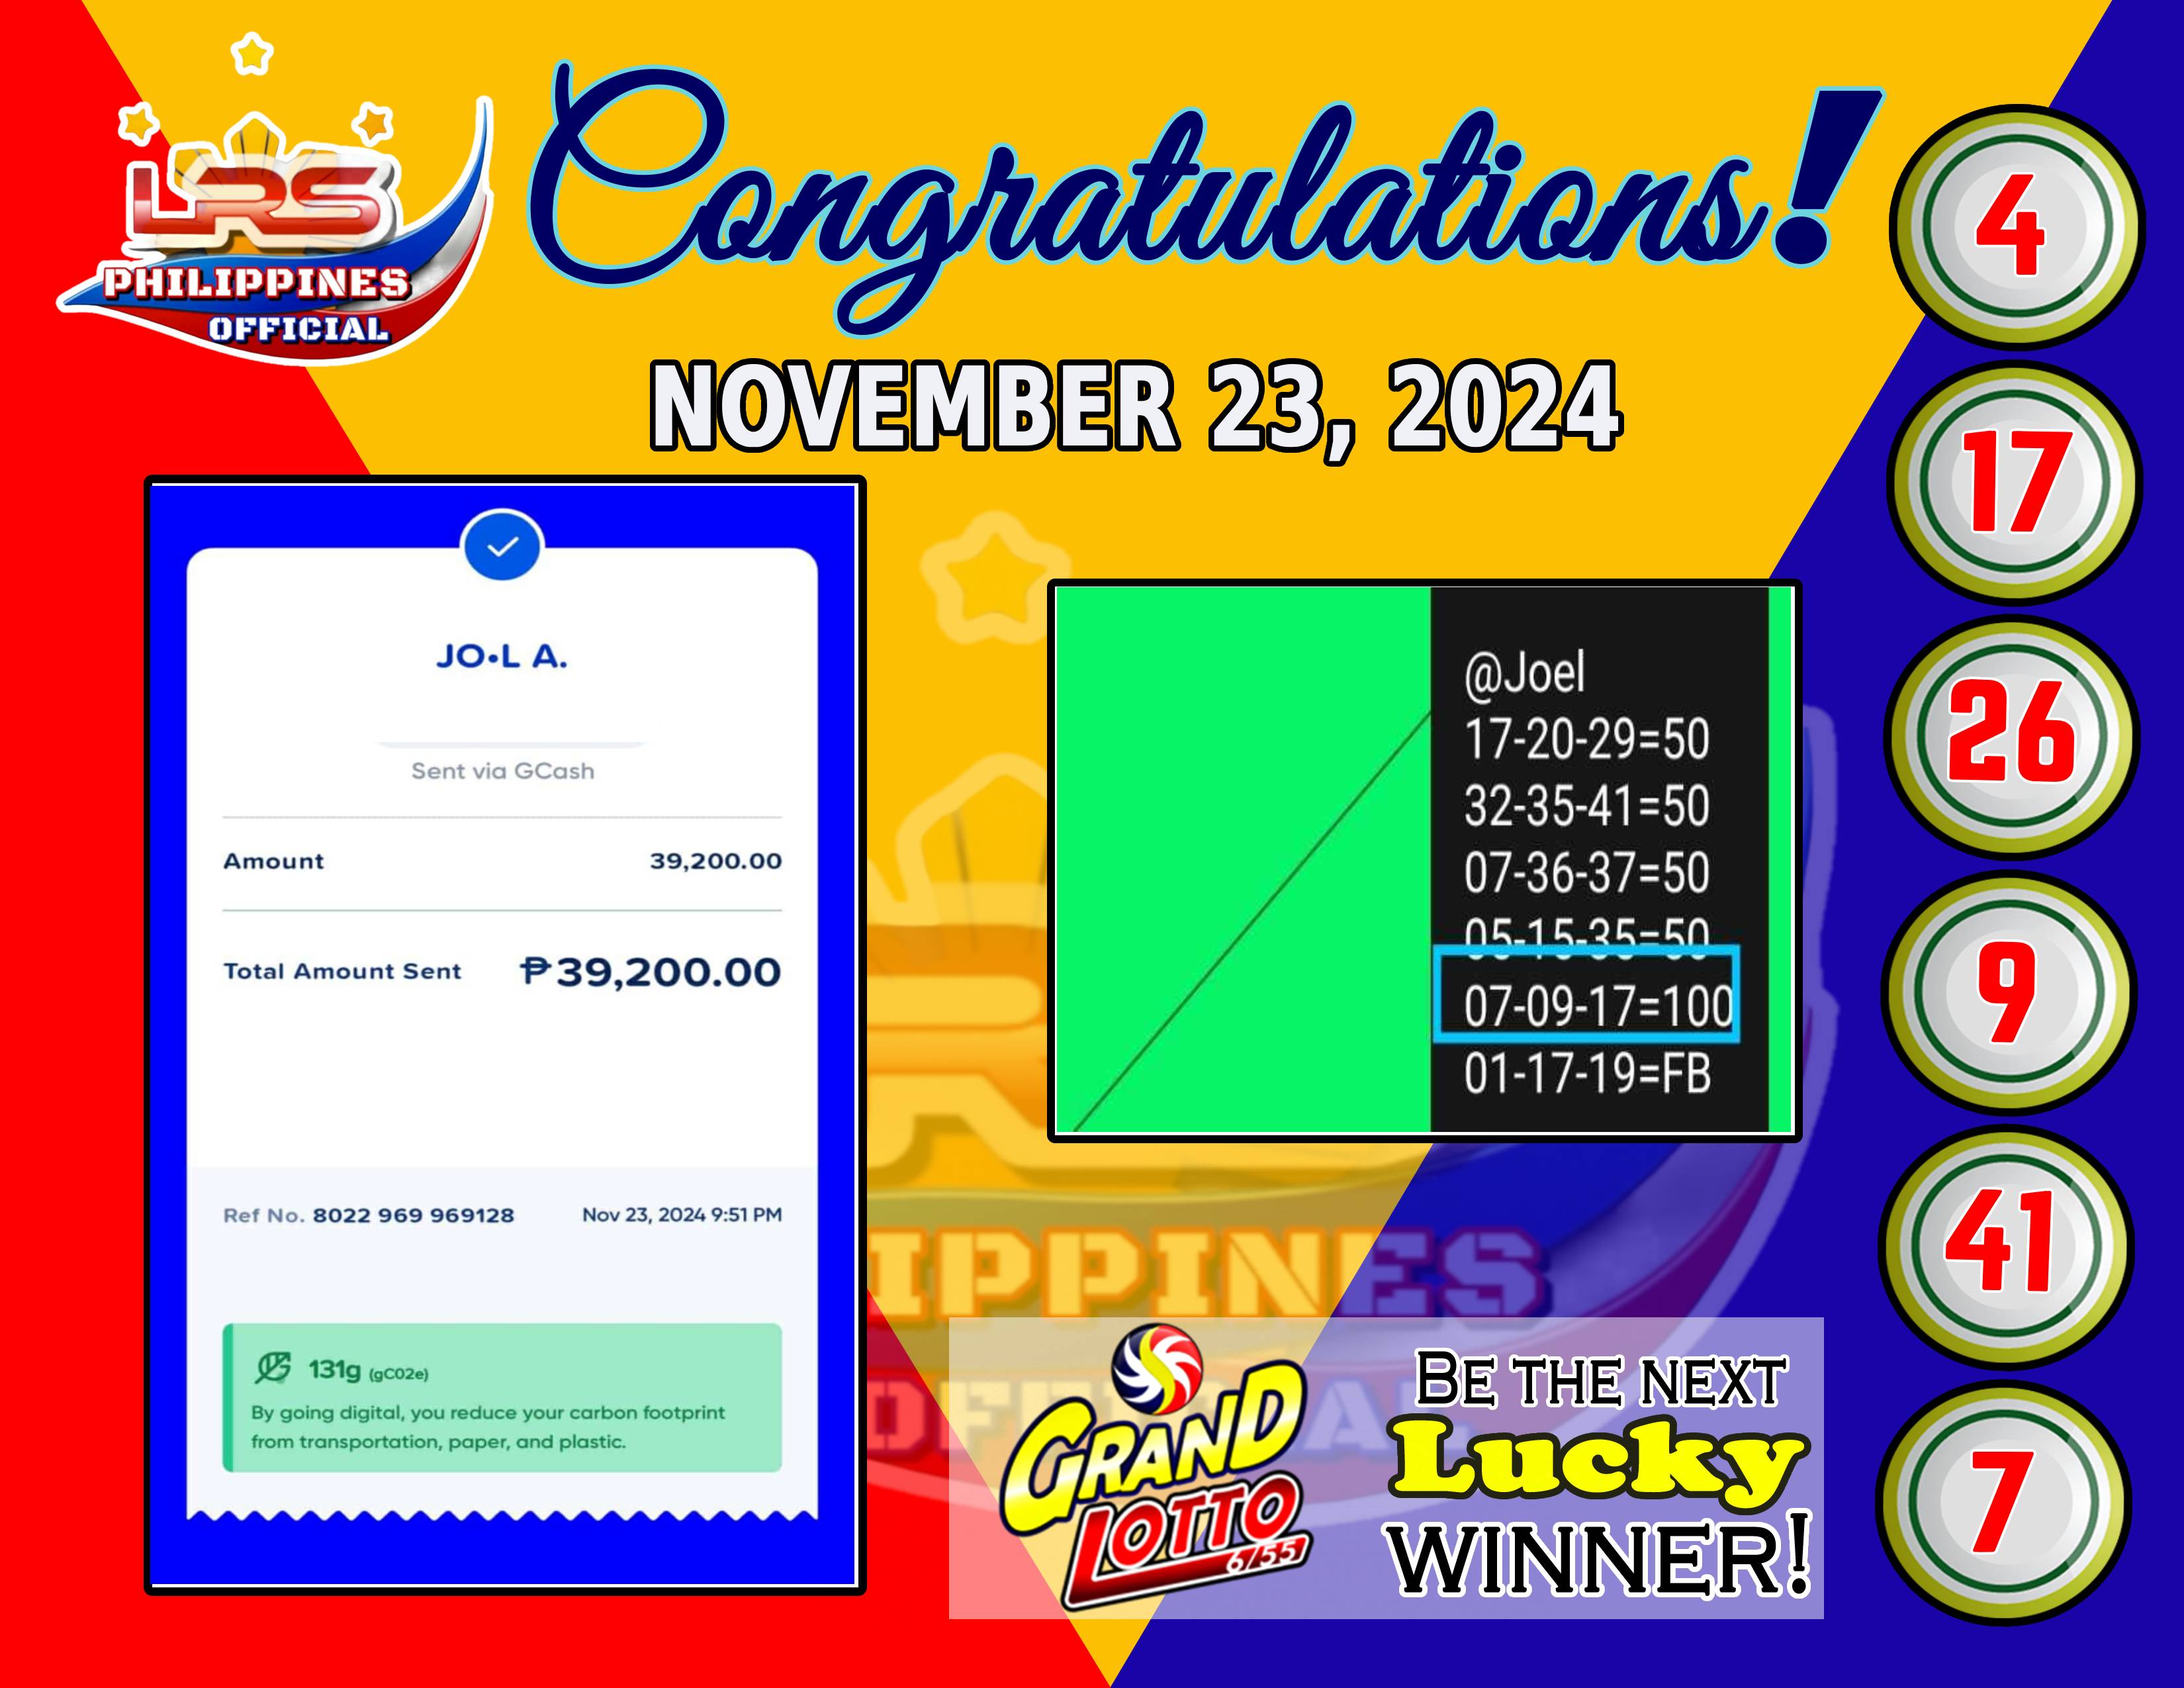 LRS
PHILIPPINES
OFFICIAL
Congratulations!
NOVEMBER 23, 2024
JO•L A.
Sent via GCash
Amount 39,200.00
Total Amount Sent ₱39,200.00
Ref No. 8022 969 969128 Nov 23, 2024 9:51 PM
131g (gCO2e)
By going digital, you reduce your carbon footprint
from transportation, paper, and plastic.
@Joel
17-20-29=50
32-35-41=50
07-36-37=50
05-15-35=50
07-09-17=100
01-17-19=FB
IPPINES
GRAND
LOTTO
6/55
BE THE NEXT
Lucky
WINNER!
4
17
26
9
41
7